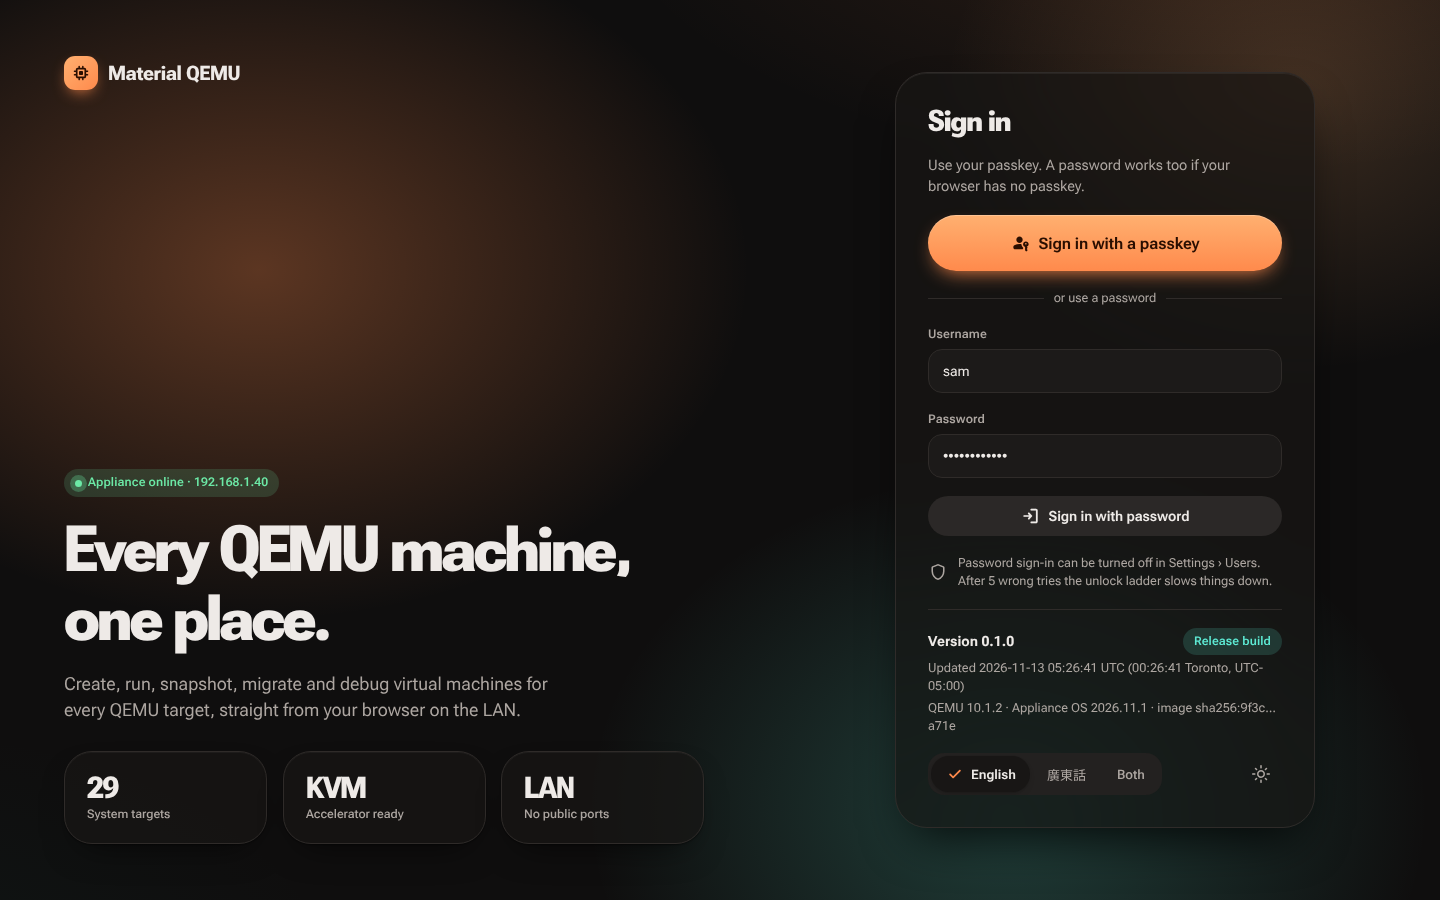 Material QEMU
Appliance online · 192.168.1.40
Every QEMU machine,
one place.
Create, run, snapshot, migrate and debug virtual machines for
every QEMU target, straight from your browser on the LAN.
29
System targets
KVM
Accelerator ready
LAN
No public ports
Sign in
Use your passkey. A password works too if your
browser has no passkey.
Sign in with a passkey
or use a password
Username
sam
Password
••••••••••••
Sign in with password
Password sign-in can be turned off in Settings › Users.
After 5 wrong tries the unlock ladder slows things down.
Version 0.1.0
Release build
Updated 2026-11-13 05:26:41 UTC (00:26:41 Toronto, UTC-
05:00)
QEMU 10.1.2 · Appliance OS 2026.11.1 · image sha256:9f3c…
a71e
English
廣東話
Both